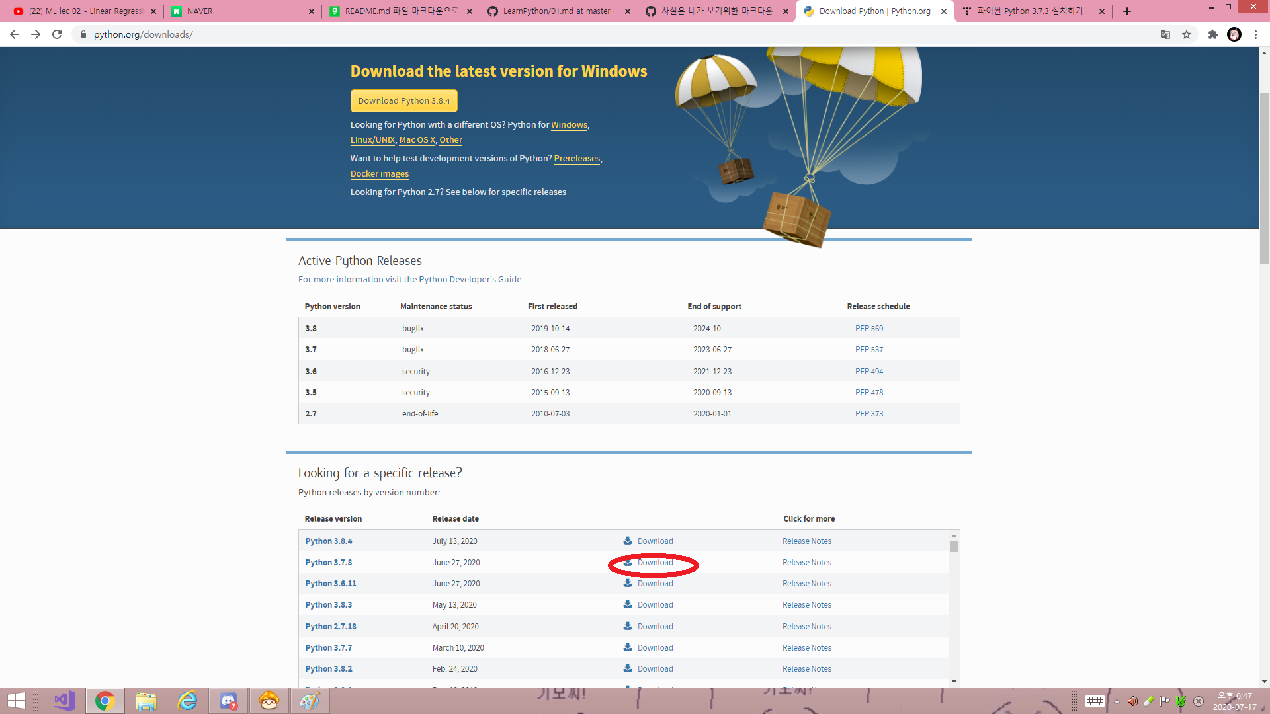 (22) ML lec 02 - Linear Regressi
NAVER
README.md 파일 마크다운으로
LearnPython/DR.md at master
사실은 내가 보기위한 마크다운
Download Python | Python.org
파이썬 Python 3.7.3 설치하기
python.org/downloads/
Download the latest version for Windows
Download Python 3.8.4
Looking for Python with a different OS? Python for Windows,
Linux/UNIX, Mac OS X, Other
Want to help test development versions of Python? Prereleases,
Docker images
Looking for Python 2.7? See below for specific releases
Active Python Releases
For more information visit the Python Developer's Guide
Python version Maintenance status First released End of support Release schedule
3.8 bugfix 2019-10-14 2024-10 PEP 569
3.7 bugfix 2018-06-27 2023-06-27 PEP 537
3.6 security 2016-12-23 2021-12-23 PEP 494
3.5 security 2015-09-13 2020-09-13 PEP 478
2.7 end-of-life 2010-07-03 2020-01-01 PEP 373
Looking for a specific release?
Python releases by version number:
Release version Release date Click for more
Python 3.8.4 July 13, 2020 Download Release Notes
Python 3.7.8 June 27, 2020 Download Release Notes
Python 3.6.11 June 27, 2020 Download Release Notes
Python 3.8.3 May 13, 2020 Download Release Notes
Python 2.7.18 April 20, 2020 Download Release Notes
Python 3.7.7 March 10, 2020 Download Release Notes
Python 3.8.2 Feb. 24, 2020 Download Release Notes
오후 6:47
2020-07-17